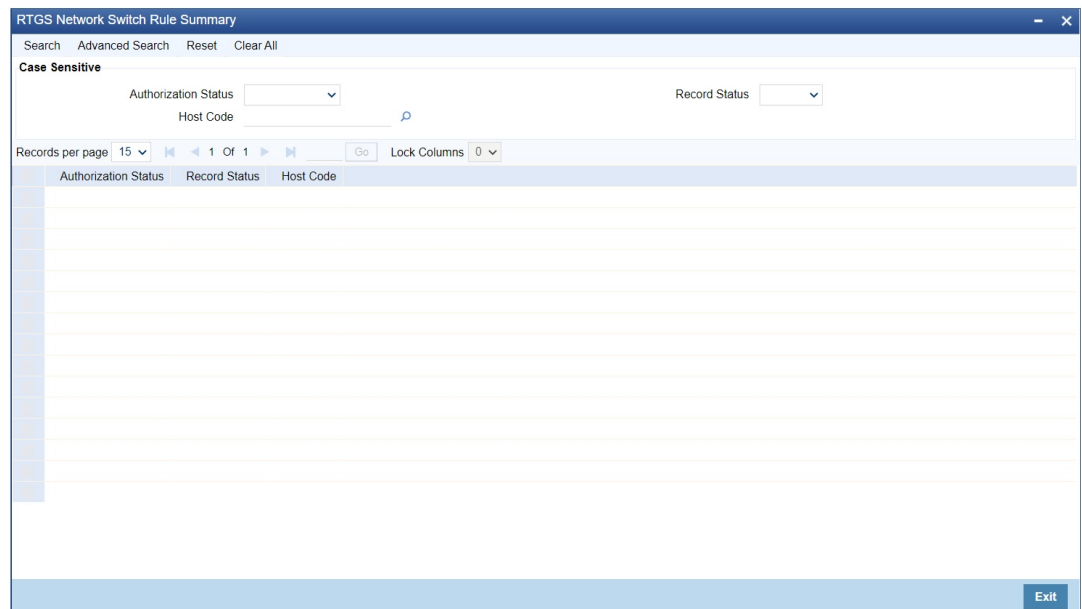 RTGS Network Switch Rule Summary
Search Advanced Search Reset Clear All
Case Sensitive
Authorization Status Record Status
Host Code
Records per page 15 1 Of 1 Go Lock Columns 0
Authorization Status Record Status Host Code
Exit